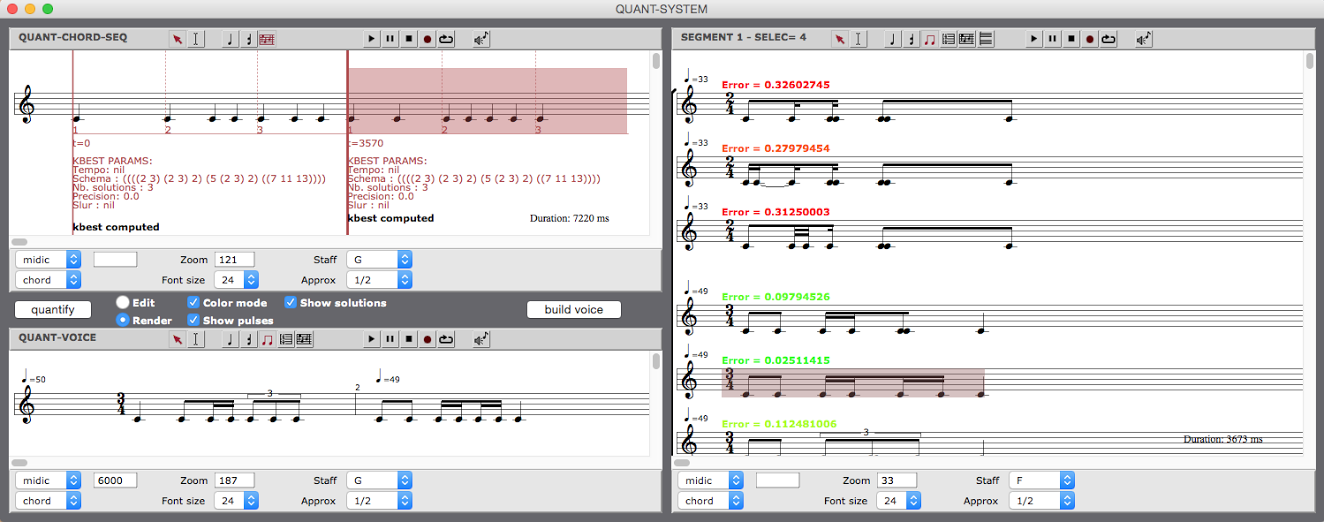 QUANT-SYSTEM
QUANT-CHORD-SEQ
1 2 3 1 2 3
t=0 t=3570
KBEST PARAMS: KBEST PARAMS:
Tempo: nil Tempo: nil
Schema : ((((2 3) (2 3) 2) (5 (2 3) 2) ((7 11 13)))) Schema : ((((2 3) (2 3) 2) (5 (2 3) 2) ((7 11 13))))
Nb. solutions : 3 Nb. solutions : 3
Precision: 0.0 Precision: 0.0
Slur : nil Slur : nil
kbest computed kbest computed Duration: 7220 ms
midic Zoom 121 Staff G
chord Font size 24 Approx 1/2
quantify Edit Color mode Show solutions build voice
Render Show pulses
QUANT-VOICE
=50 =49
3 2
3
4
midic 6000 Zoom 187 Staff G
chord Font size 24 Approx 1/2
SEGMENT 1 - SELEC= 4
=33
Error = 0.32602745
2
4
Error = 0.27979454
2
4
=33
Error = 0.31250003
2
4
=49
Error = 0.09794526
3
4
=49
Error = 0.02511415
3
4
=49
Error = 0.112481006
3
3
4
Duration: 3673 ms
midic Zoom 33 Staff F
chord Font size 24 Approx 1/2